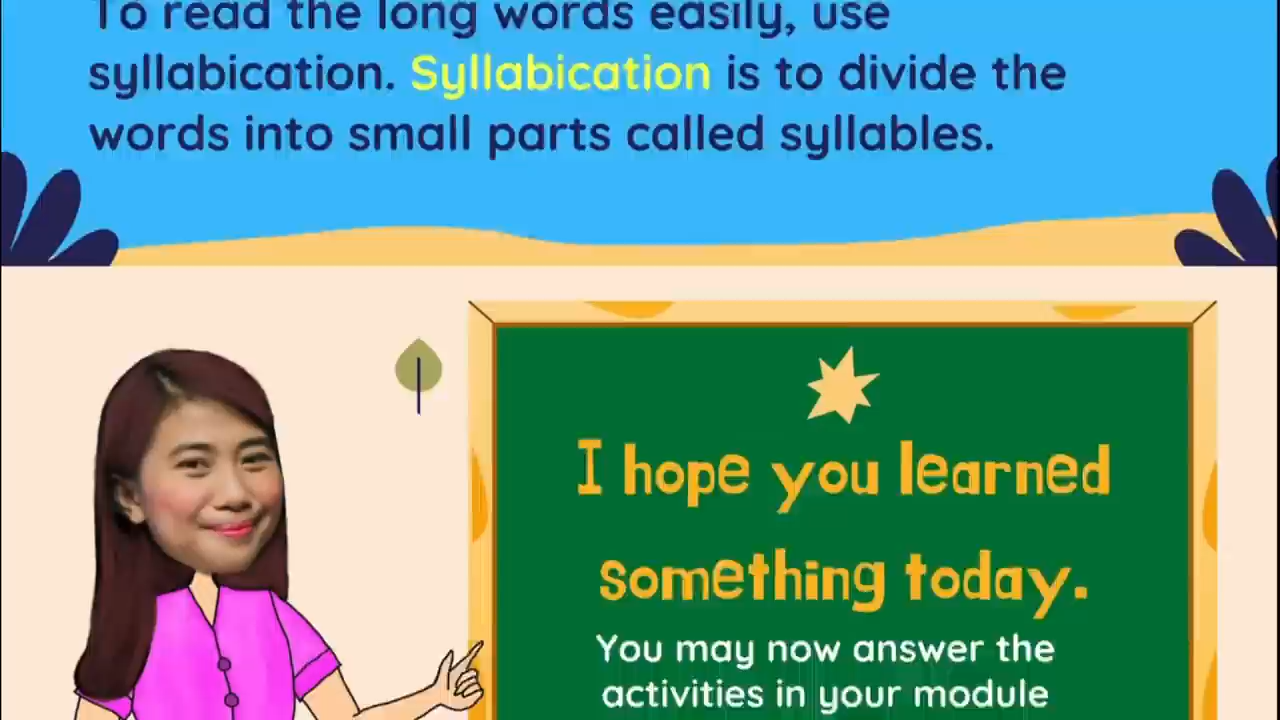 To read the long words easily, use
syllabication. Syllabication is to divide the
words into small parts called syllables.
I hope you learned
something today.
You may now answer the
activities in your module